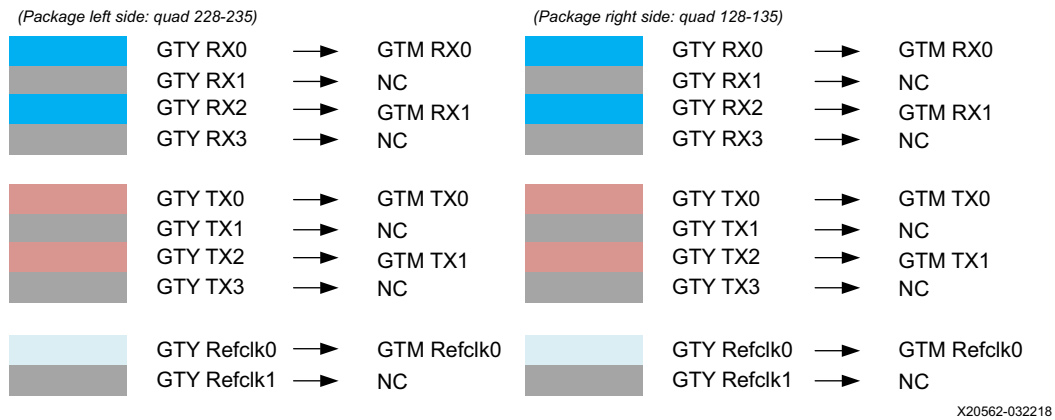 (Package left side: quad 228-235)
GTY RX0 GTM RX0
GTY RX1 NC
GTY RX2 GTM RX1
GTY RX3 NC
GTY TX0 GTM TX0
GTY TX1 NC
GTY TX2 GTM TX1
GTY TX3 NC
GTY Refclk0 GTM Refclk0
GTY Refclk1 NC
(Package right side: quad 128-135)
GTY RX0 GTM RX0
GTY RX1 NC
GTY RX2 GTM RX1
GTY RX3 NC
GTY TX0 GTM TX0
GTY TX1 NC
GTY TX2 GTM TX1
GTY TX3 NC
GTY Refclk0 GTM Refclk0
GTY Refclk1 NC
X20562-032218